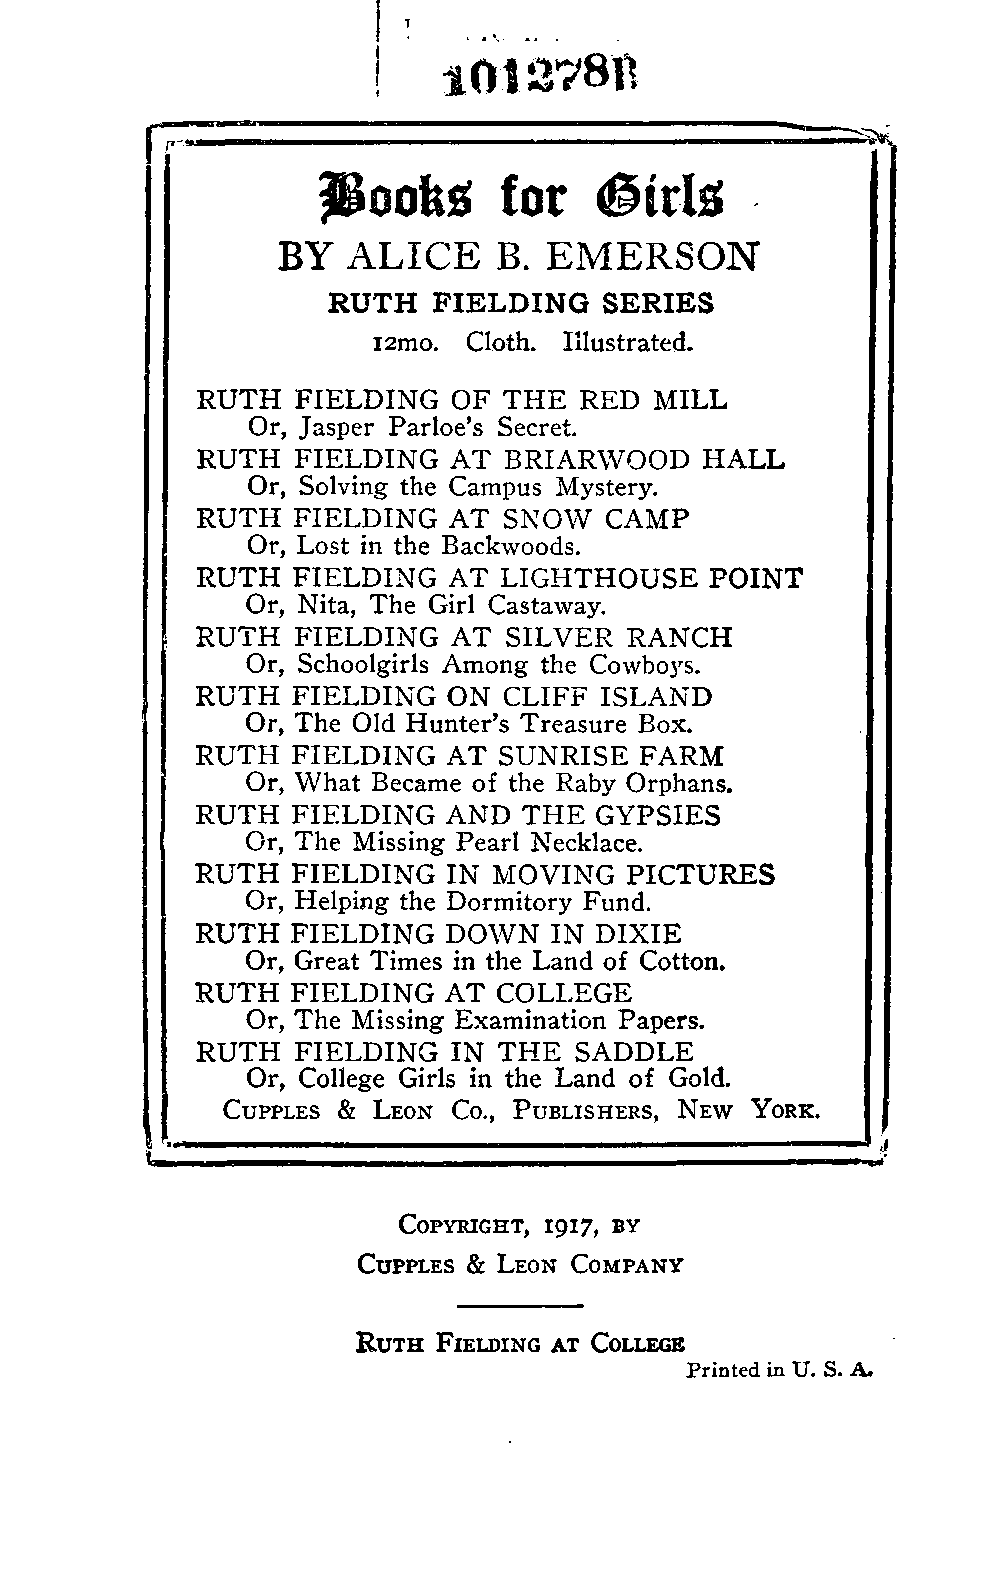 101278B
Books for Girls
BY ALICE B. EMERSON
RUTH FIELDING SERIES
12mo. Cloth. Illustrated.
RUTH FIELDING OF THE RED MILL
Or, Jasper Parloe's Secret.
RUTH FIELDING AT BRIARWOOD HALL
Or, Solving the Campus Mystery.
RUTH FIELDING AT SNOW CAMP
Or, Lost in the Backwoods.
RUTH FIELDING AT LIGHTHOUSE POINT
Or, Nita, The Girl Castaway.
RUTH FIELDING AT SILVER RANCH
Or, Schoolgirls Among the Cowboys.
RUTH FIELDING ON CLIFF ISLAND
Or, The Old Hunter's Treasure Box.
RUTH FIELDING AT SUNRISE FARM
Or, What Became of the Raby Orphans.
RUTH FIELDING AND THE GYPSIES
Or, The Missing Pearl Necklace.
RUTH FIELDING IN MOVING PICTURES
Or, Helping the Dormitory Fund.
RUTH FIELDING DOWN IN DIXIE
Or, Great Times in the Land of Cotton.
RUTH FIELDING AT COLLEGE
Or, The Missing Examination Papers.
RUTH FIELDING IN THE SADDLE
Or, College Girls in the Land of Gold.
CUPPLES & LEON CO., PUBLISHERS, NEW YORK.
COPYRIGHT, 1917, BY
CUPPLES & LEON COMPANY
RUTH FIELDING AT COLLEGE
Printed in U. S. A.